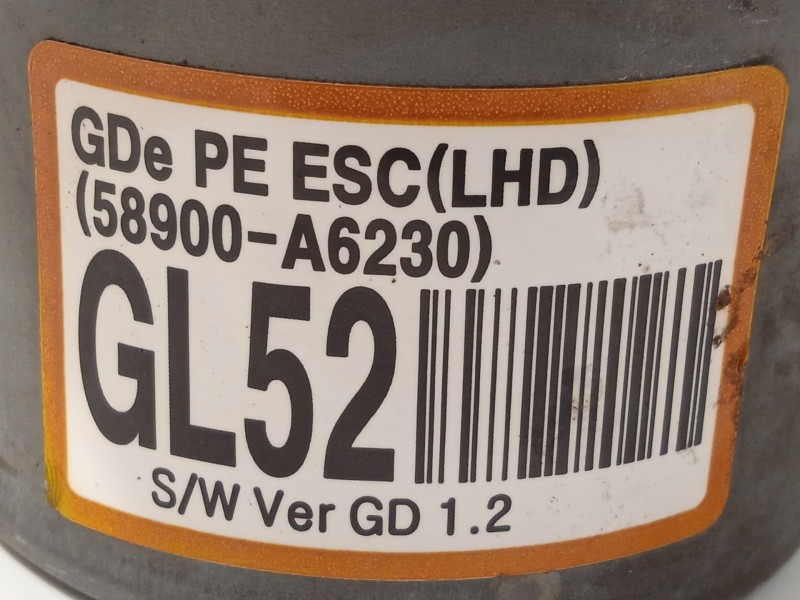 GDe PE ESC(LHD)
(58900-A6230)
GL52
S/W Ver GD 1.2